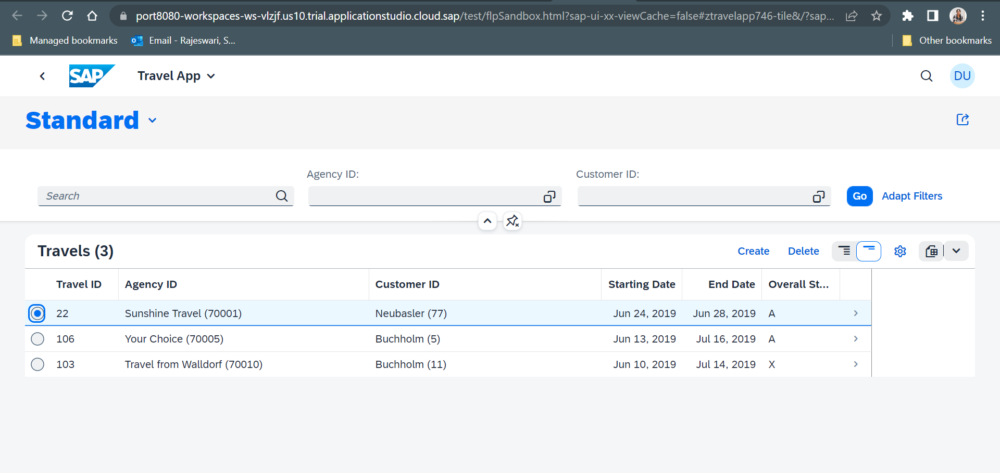 port8080-workspaces-ws-vlzjf.us10.trial.applicationstudio.cloud.sap/test/flpSandbox.html?sap-ui-xx-viewCache=false#ztravelapp746-tile&/?sap...
Managed bookmarks Email - Rajeswari, S... Other bookmarks
SAP Travel App DU
Standard
Agency ID: Customer ID:
Search Go Adapt Filters
Travels (3) Create Delete
Travel ID Agency ID Customer ID Starting Date End Date Overall St...
22 Sunshine Travel (70001) Neubasler (77) Jun 24, 2019 Jun 28, 2019 A
106 Your Choice (70005) Buchholm (5) Jun 13, 2019 Jul 16, 2019 A
103 Travel from Walldorf (70010) Buchholm (11) Jun 10, 2019 Jul 14, 2019 X